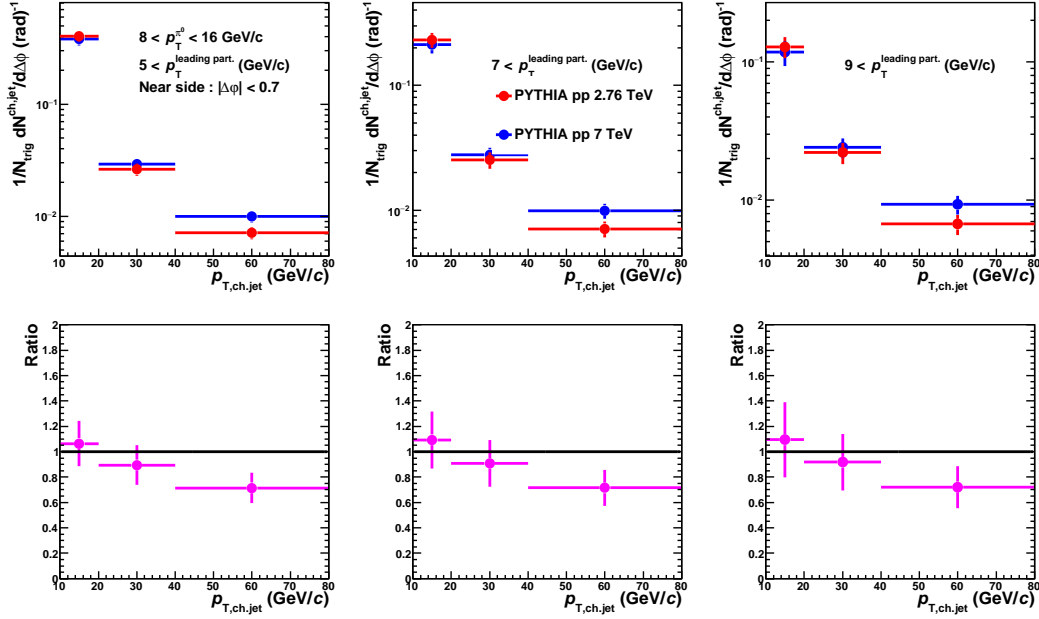 1/N_trig dN^ch,jet/dΔϕ (rad)^-1
8 < p_T^π⁰ < 16 GeV/c
5 < p_T^leading part. (GeV/c)
Near side : |Δφ| < 0.7
10^-1
10^-2
10 20 30 40 50 60 70 80
p_T,ch.jet (GeV/c)
1/N_trig dN^ch,jet/dΔϕ (rad)^-1
7 < p_T^leading part. (GeV/c)
PYTHIA pp 2.76 TeV
PYTHIA pp 7 TeV
10^-1
10^-2
10 20 30 40 50 60 70 80
p_T,ch.jet (GeV/c)
1/N_trig dN^ch,jet/dΔϕ (rad)^-1
9 < p_T^leading part. (GeV/c)
10^-1
10^-2
10 20 30 40 50 60 70 80
p_T,ch.jet (GeV/c)
Ratio
2
1.8
1.6
1.4
1.2
1
0.8
0.6
0.4
0.2
0
10 20 30 40 50 60 70 80
p_T,ch.jet (GeV/c)
Ratio
2
1.8
1.6
1.4
1.2
1
0.8
0.6
0.4
0.2
0
10 20 30 40 50 60 70 80
p_T,ch.jet (GeV/c)
Ratio
2
1.8
1.6
1.4
1.2
1
0.8
0.6
0.4
0.2
0
10 20 30 40 50 60 70 80
p_T,ch.jet (GeV/c)